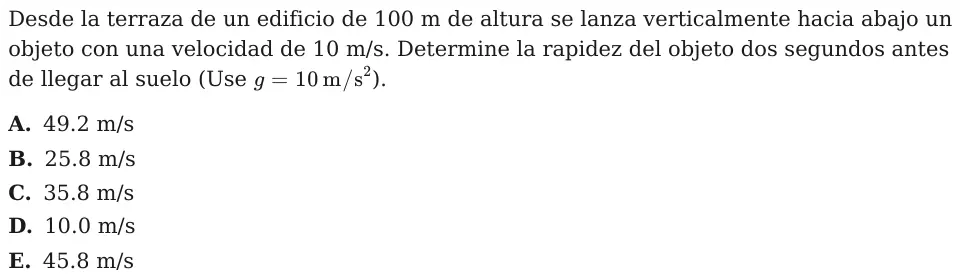 Desde la terraza de un edificio de 100 m de altura se lanza verticalmente hacia abajo un
objeto con una velocidad de 10 m/s. Determine la rapidez del objeto dos segundos antes
de llegar al suelo (Use g = 10 m/s²).
A. 49.2 m/s
B. 25.8 m/s
C. 35.8 m/s
D. 10.0 m/s
E. 45.8 m/s